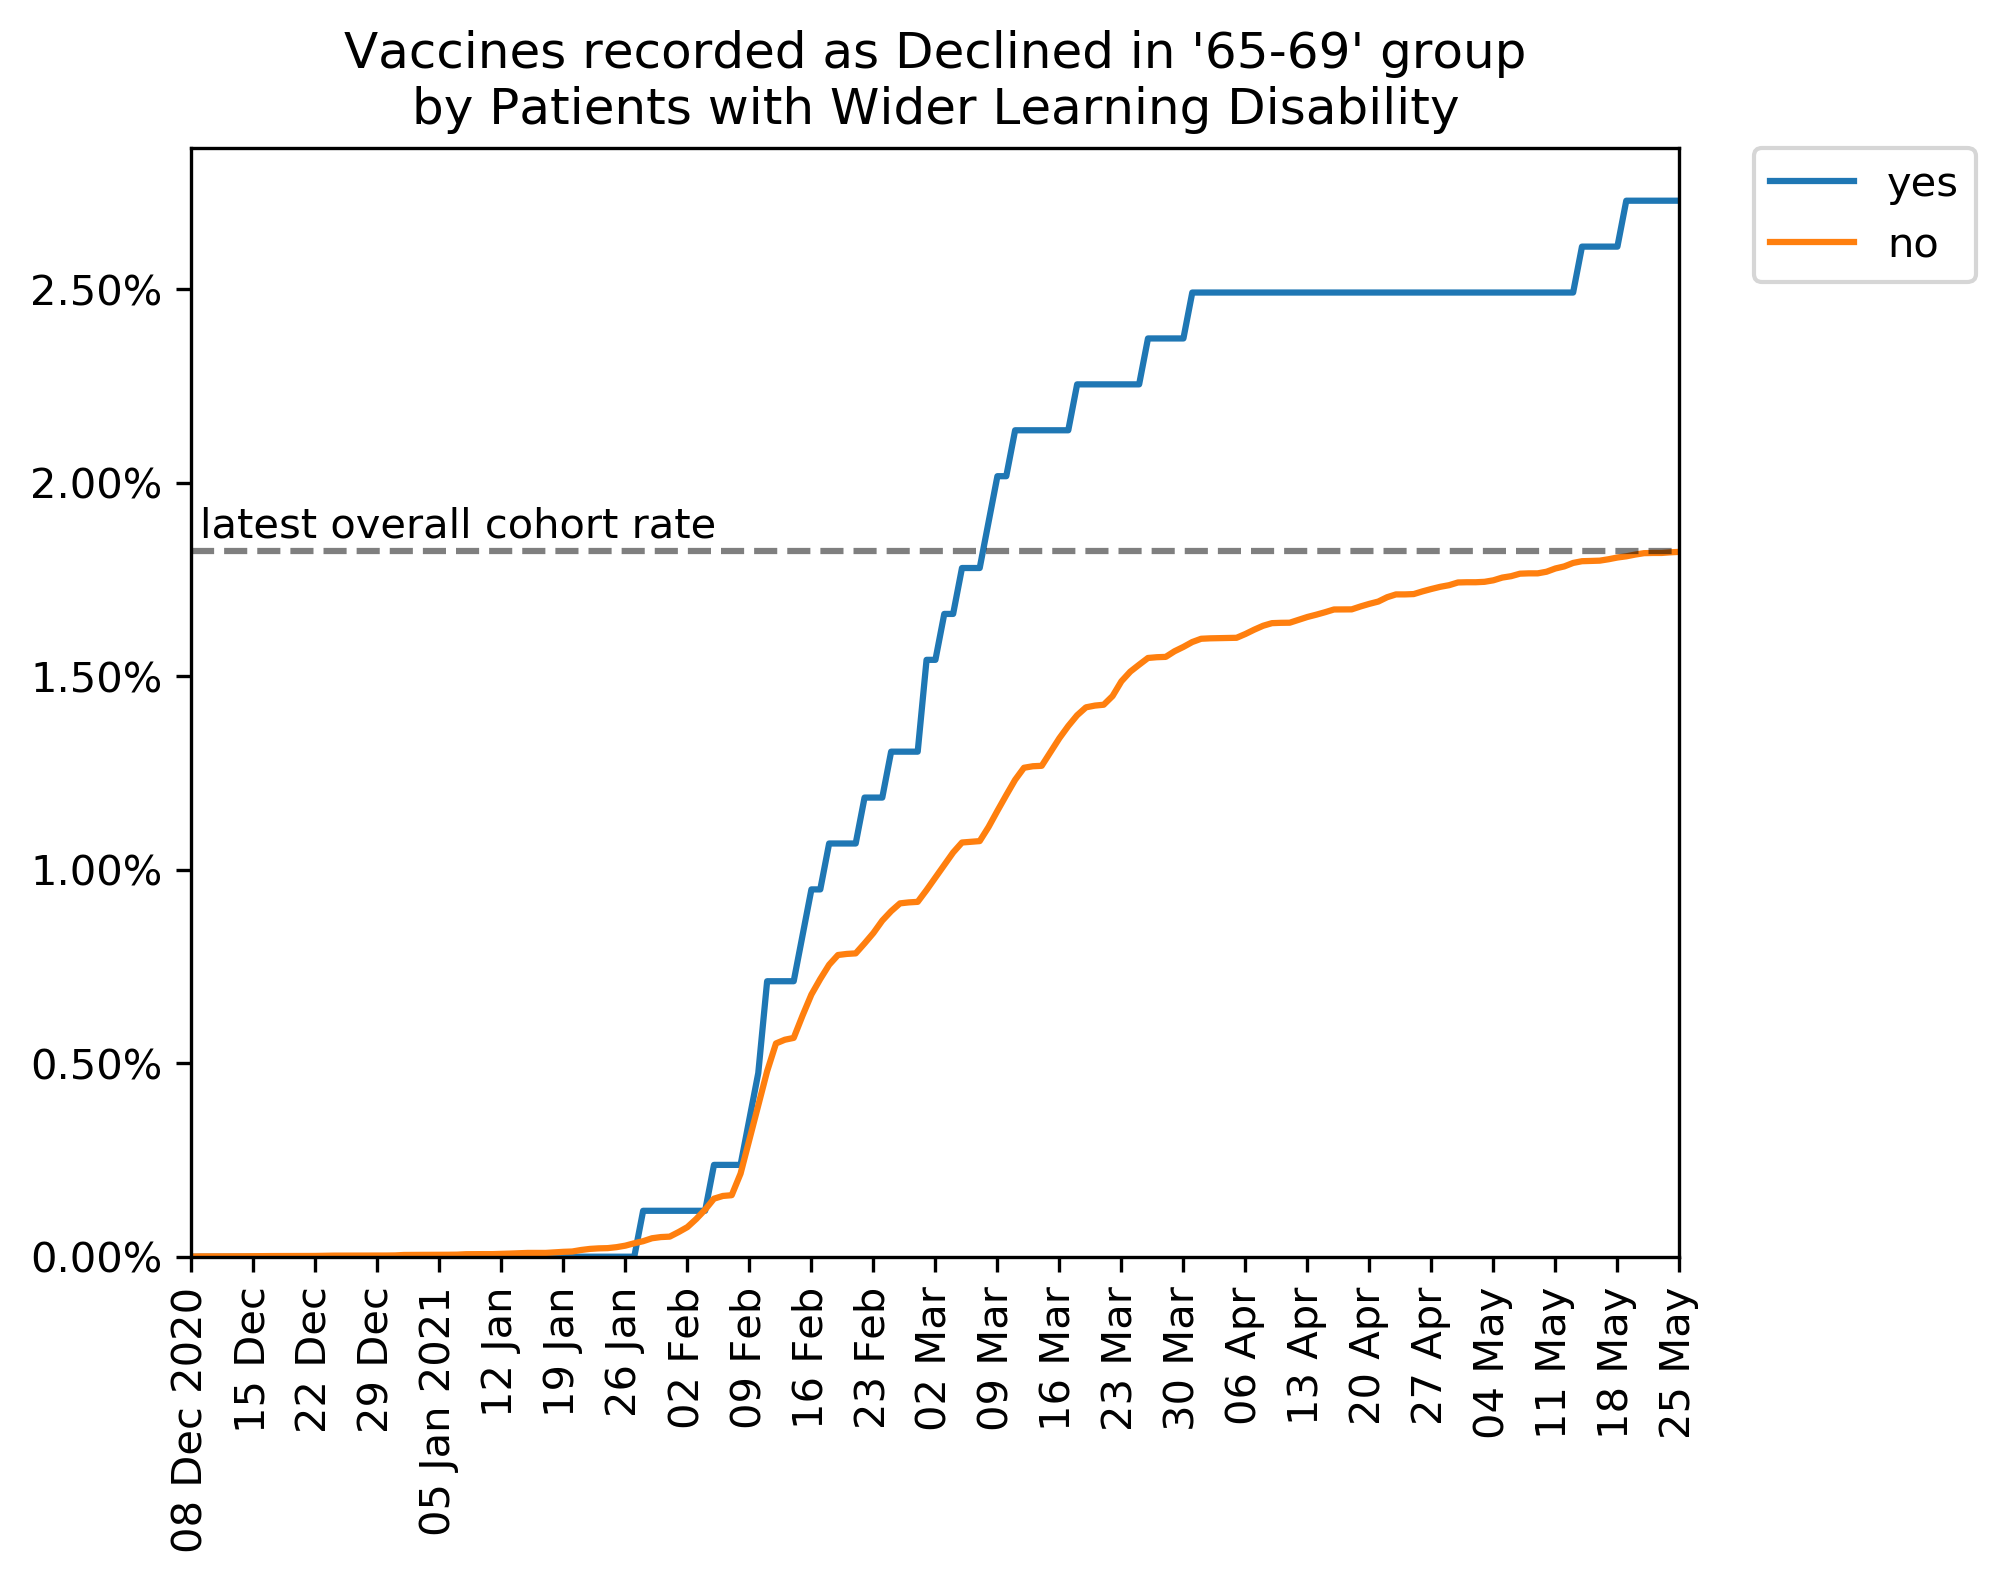 Vaccines recorded as Declined in '65-69' group
by Patients with Wider Learning Disability
yes
no
2.50%
2.00%
latest overall cohort rate
1.50%
1.00%
0.50%
0.00%
08 Dec 2020
15 Dec
22 Dec
29 Dec
05 Jan 2021
12 Jan
19 Jan
26 Jan
02 Feb
09 Feb
16 Feb
23 Feb
02 Mar
09 Mar
16 Mar
23 Mar
30 Mar
06 Apr
13 Apr
20 Apr
27 Apr
04 May
11 May
18 May
25 May